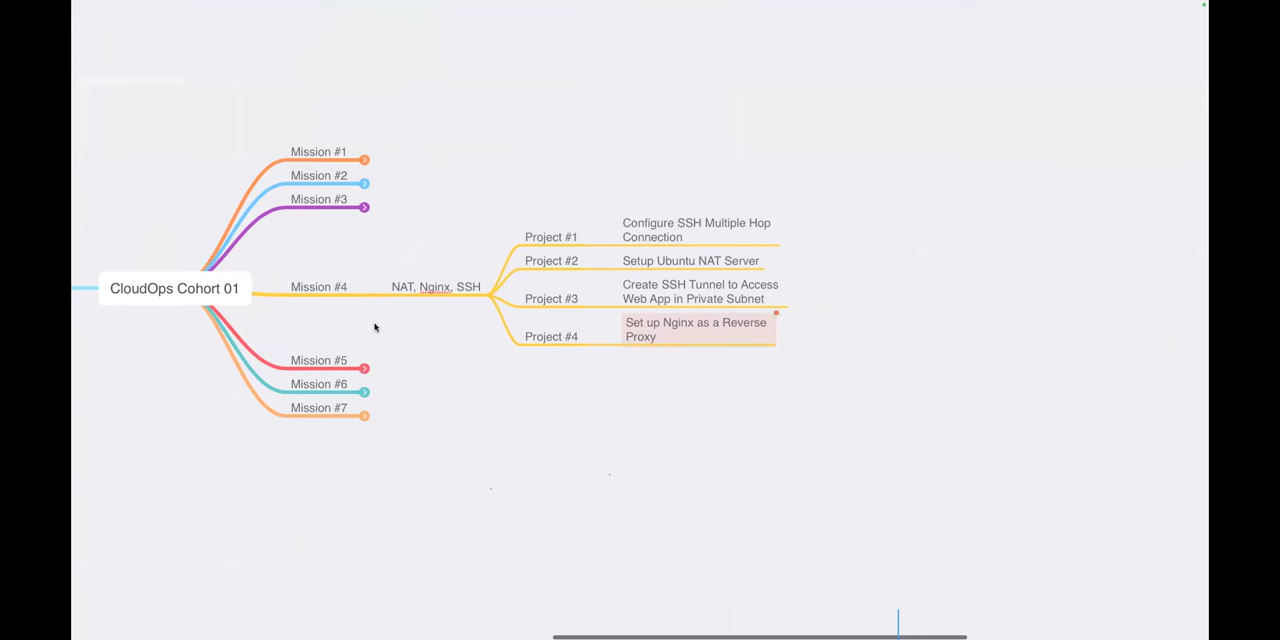 Mission #1
Mission #2
Mission #3
CloudOps Cohort 01
Mission #4
NAT, Nginx, SSH
Project #1
Configure SSH Multiple Hop
Connection
Project #2
Setup Ubuntu NAT Server
Project #3
Create SSH Tunnel to Access
Web App in Private Subnet
Project #4
Set up Nginx as a Reverse
Proxy
Mission #5
Mission #6
Mission #7